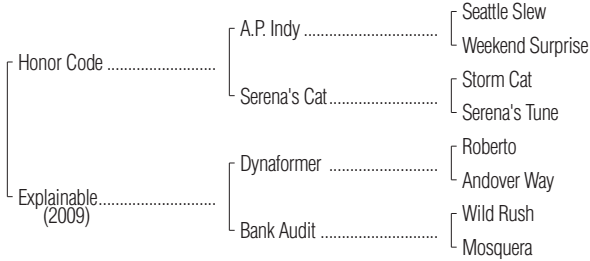 Seattle Slew
A.P. Indy ................................
Weekend Surprise
Honor Code ..........................
Storm Cat
Serena's Cat..........................
Serena's Tune
Roberto
Dynaformer ..........................
Andover Way
Explainable............................
(2009)
Wild Rush
Bank Audit ............................
Mosquera